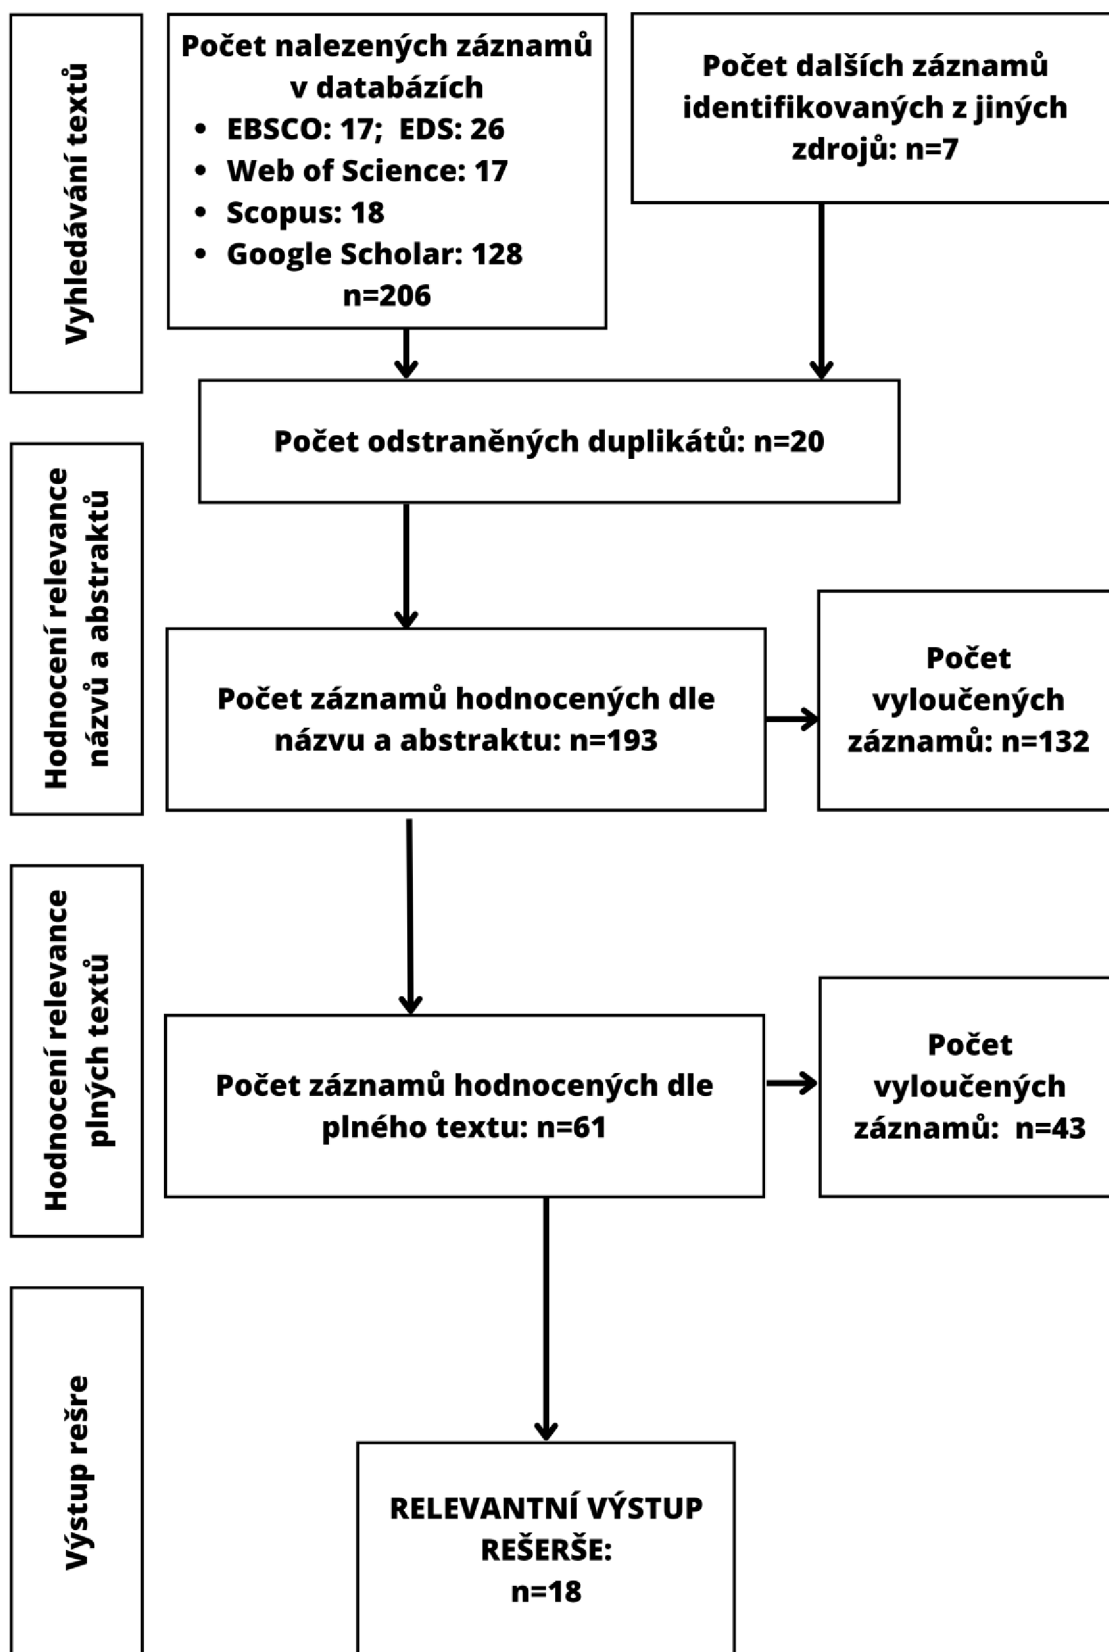 Vyhledávání textů
Počet nalezených záznamů
v databázích
• EBSCO: 17;  EDS: 26
• Web of Science: 17
• Scopus: 18
• Google Scholar: 128
n=206
Počet dalších záznamů
identifikovaných z jiných
zdrojů: n=7
Počet odstraněných duplikátů: n=20
Hodnocení relevance
názvů a abstraktů
Počet záznamů hodnocených dle
názvu a abstraktu: n=193
Počet
vyloučených
záznamů: n=132
Hodnocení relevance
plných textů
Počet záznamů hodnocených dle
plného textu: n=61
Počet
vyloučených
záznamů:  n=43
Výstup rešre
RELEVANTNÍ VÝSTUP
REŠERŠE:
n=18